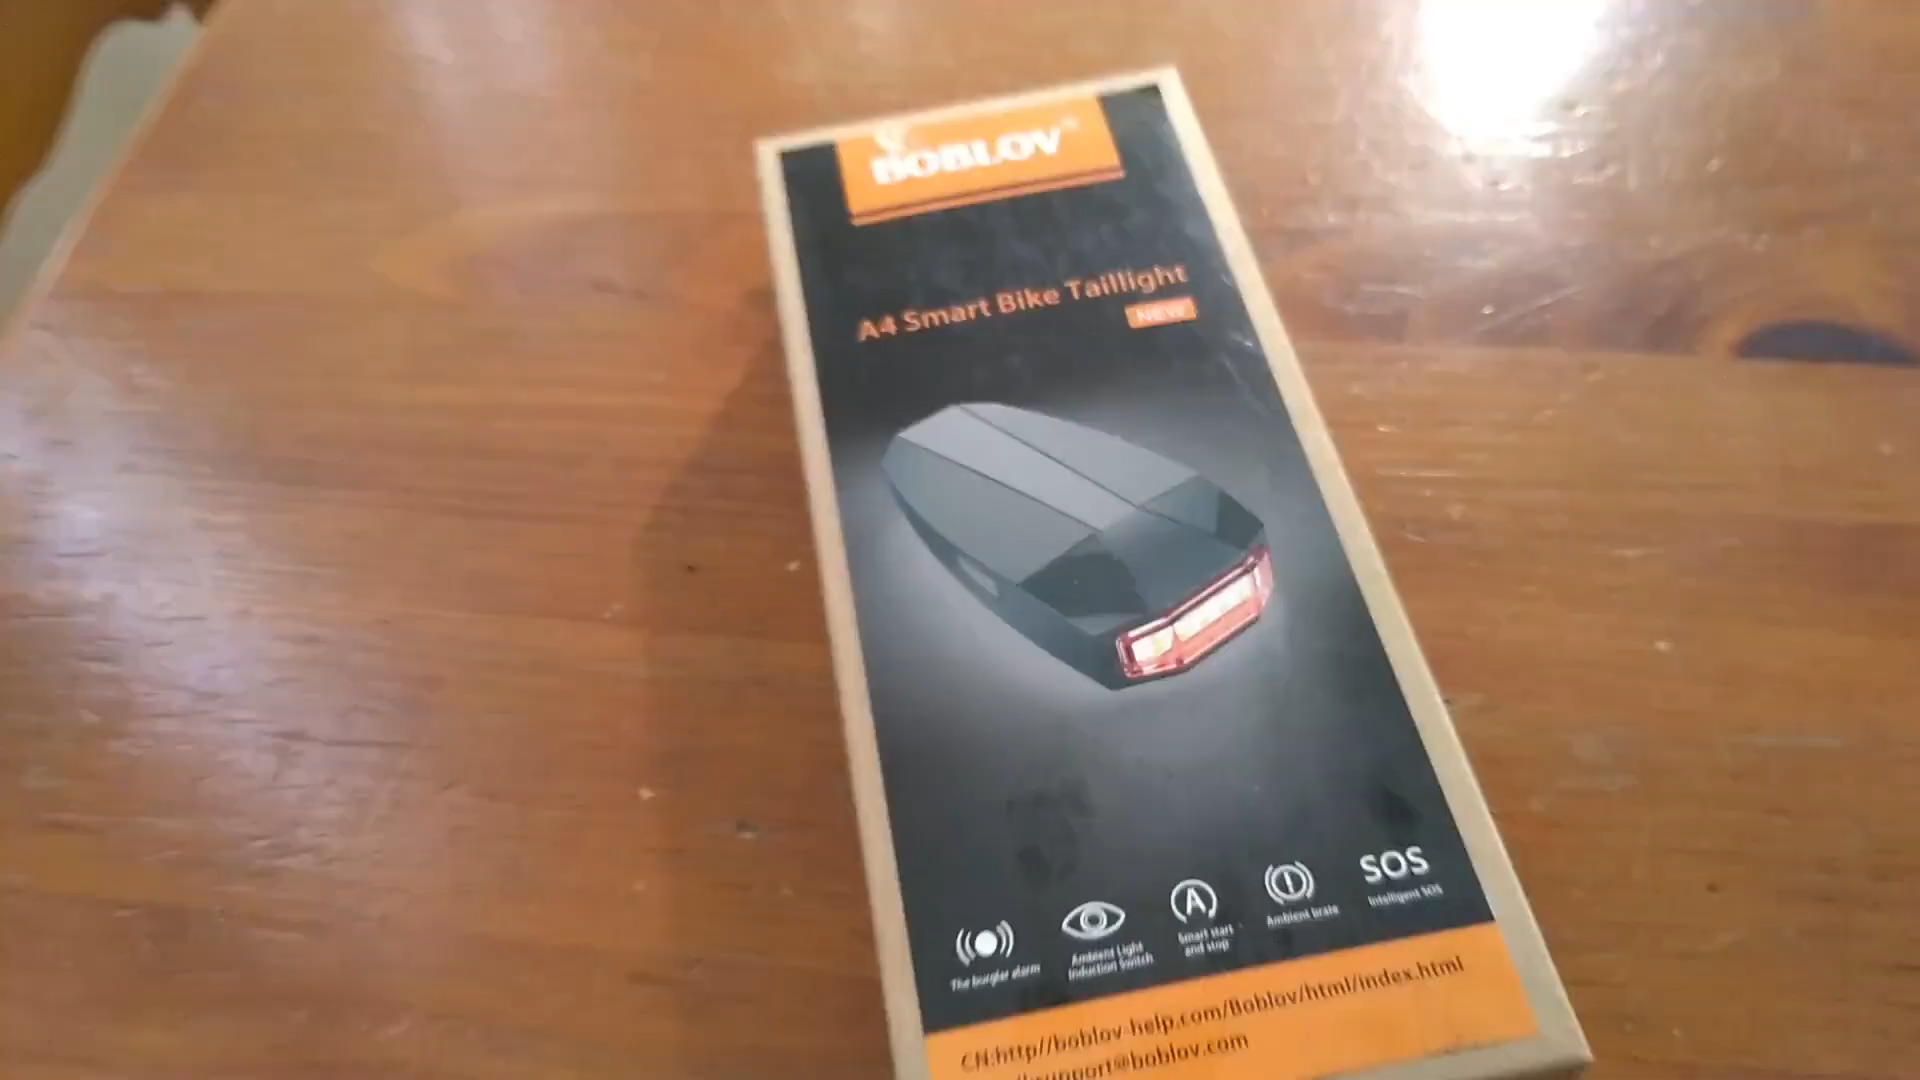 BOBLOV
A4 Smart Bike Taillight
NEW
The burglar alarm
Ambient Light
Induction Switch
A
Smart start
and stop
Ambient brate
SOS
Intelligent SOS
CN:http//boblov-help.com/Boblov/html/index.html
support@boblov.com